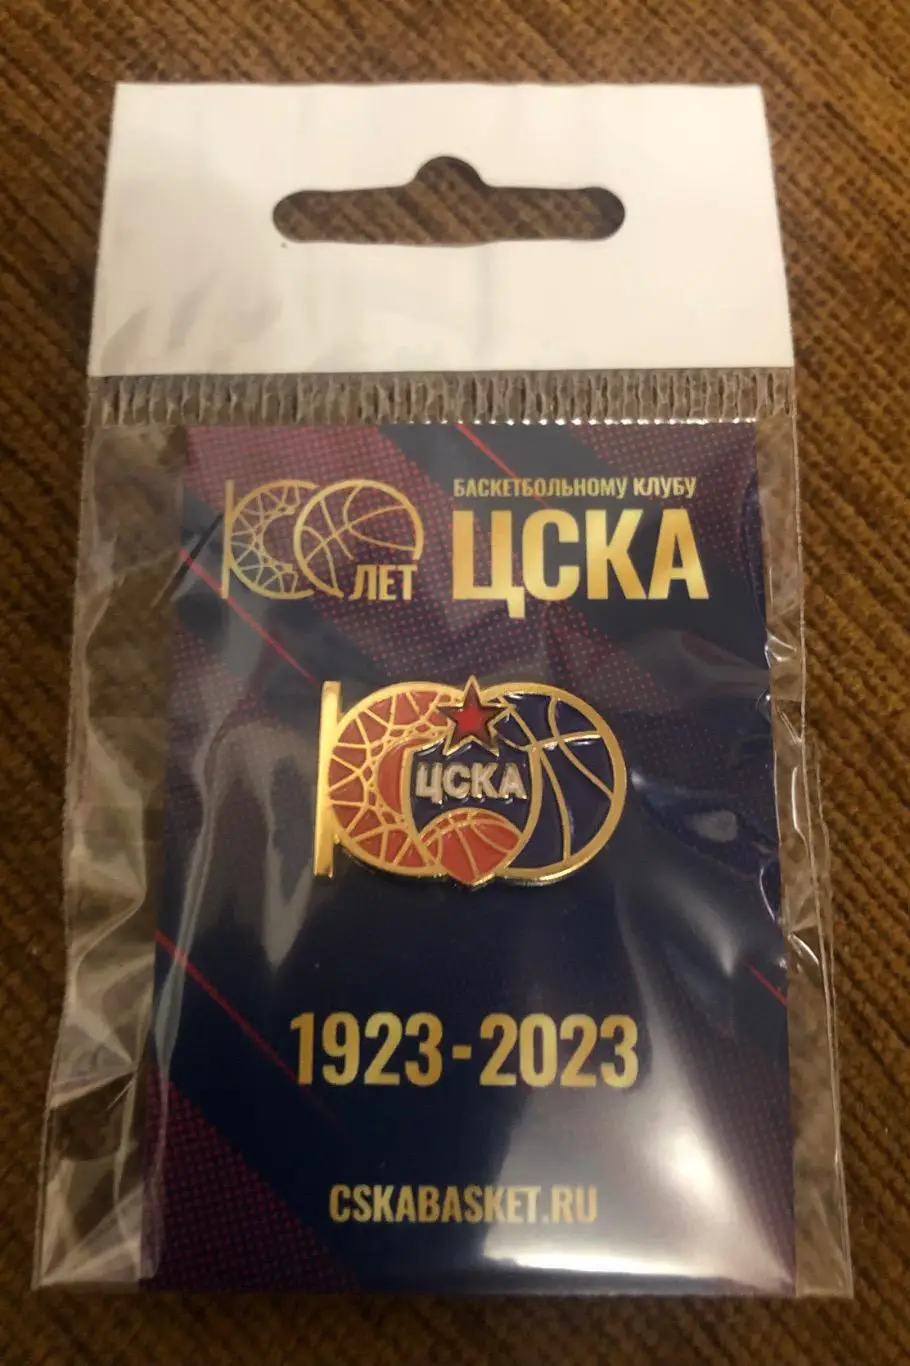 БАСКЕТБОЛЬНОМУ КЛУБУ
100 ЛЕТ ЦСКА
ЦСКА
1923-2023
CSKABASKET.RU